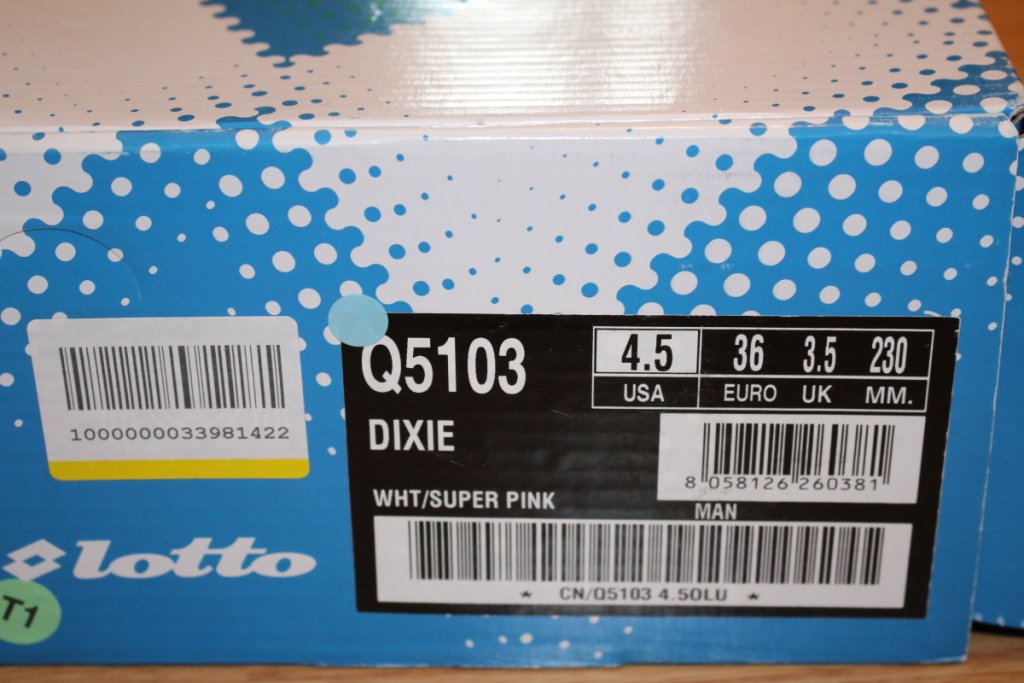 Q5103
4.5 36 3.5 230
USA EURO UK MM.
DIXIE
8 058126 260381
WHT/SUPER PINK
MAN
* CN/Q5103 4.5OLU *
1000000033981422
lotto
T1